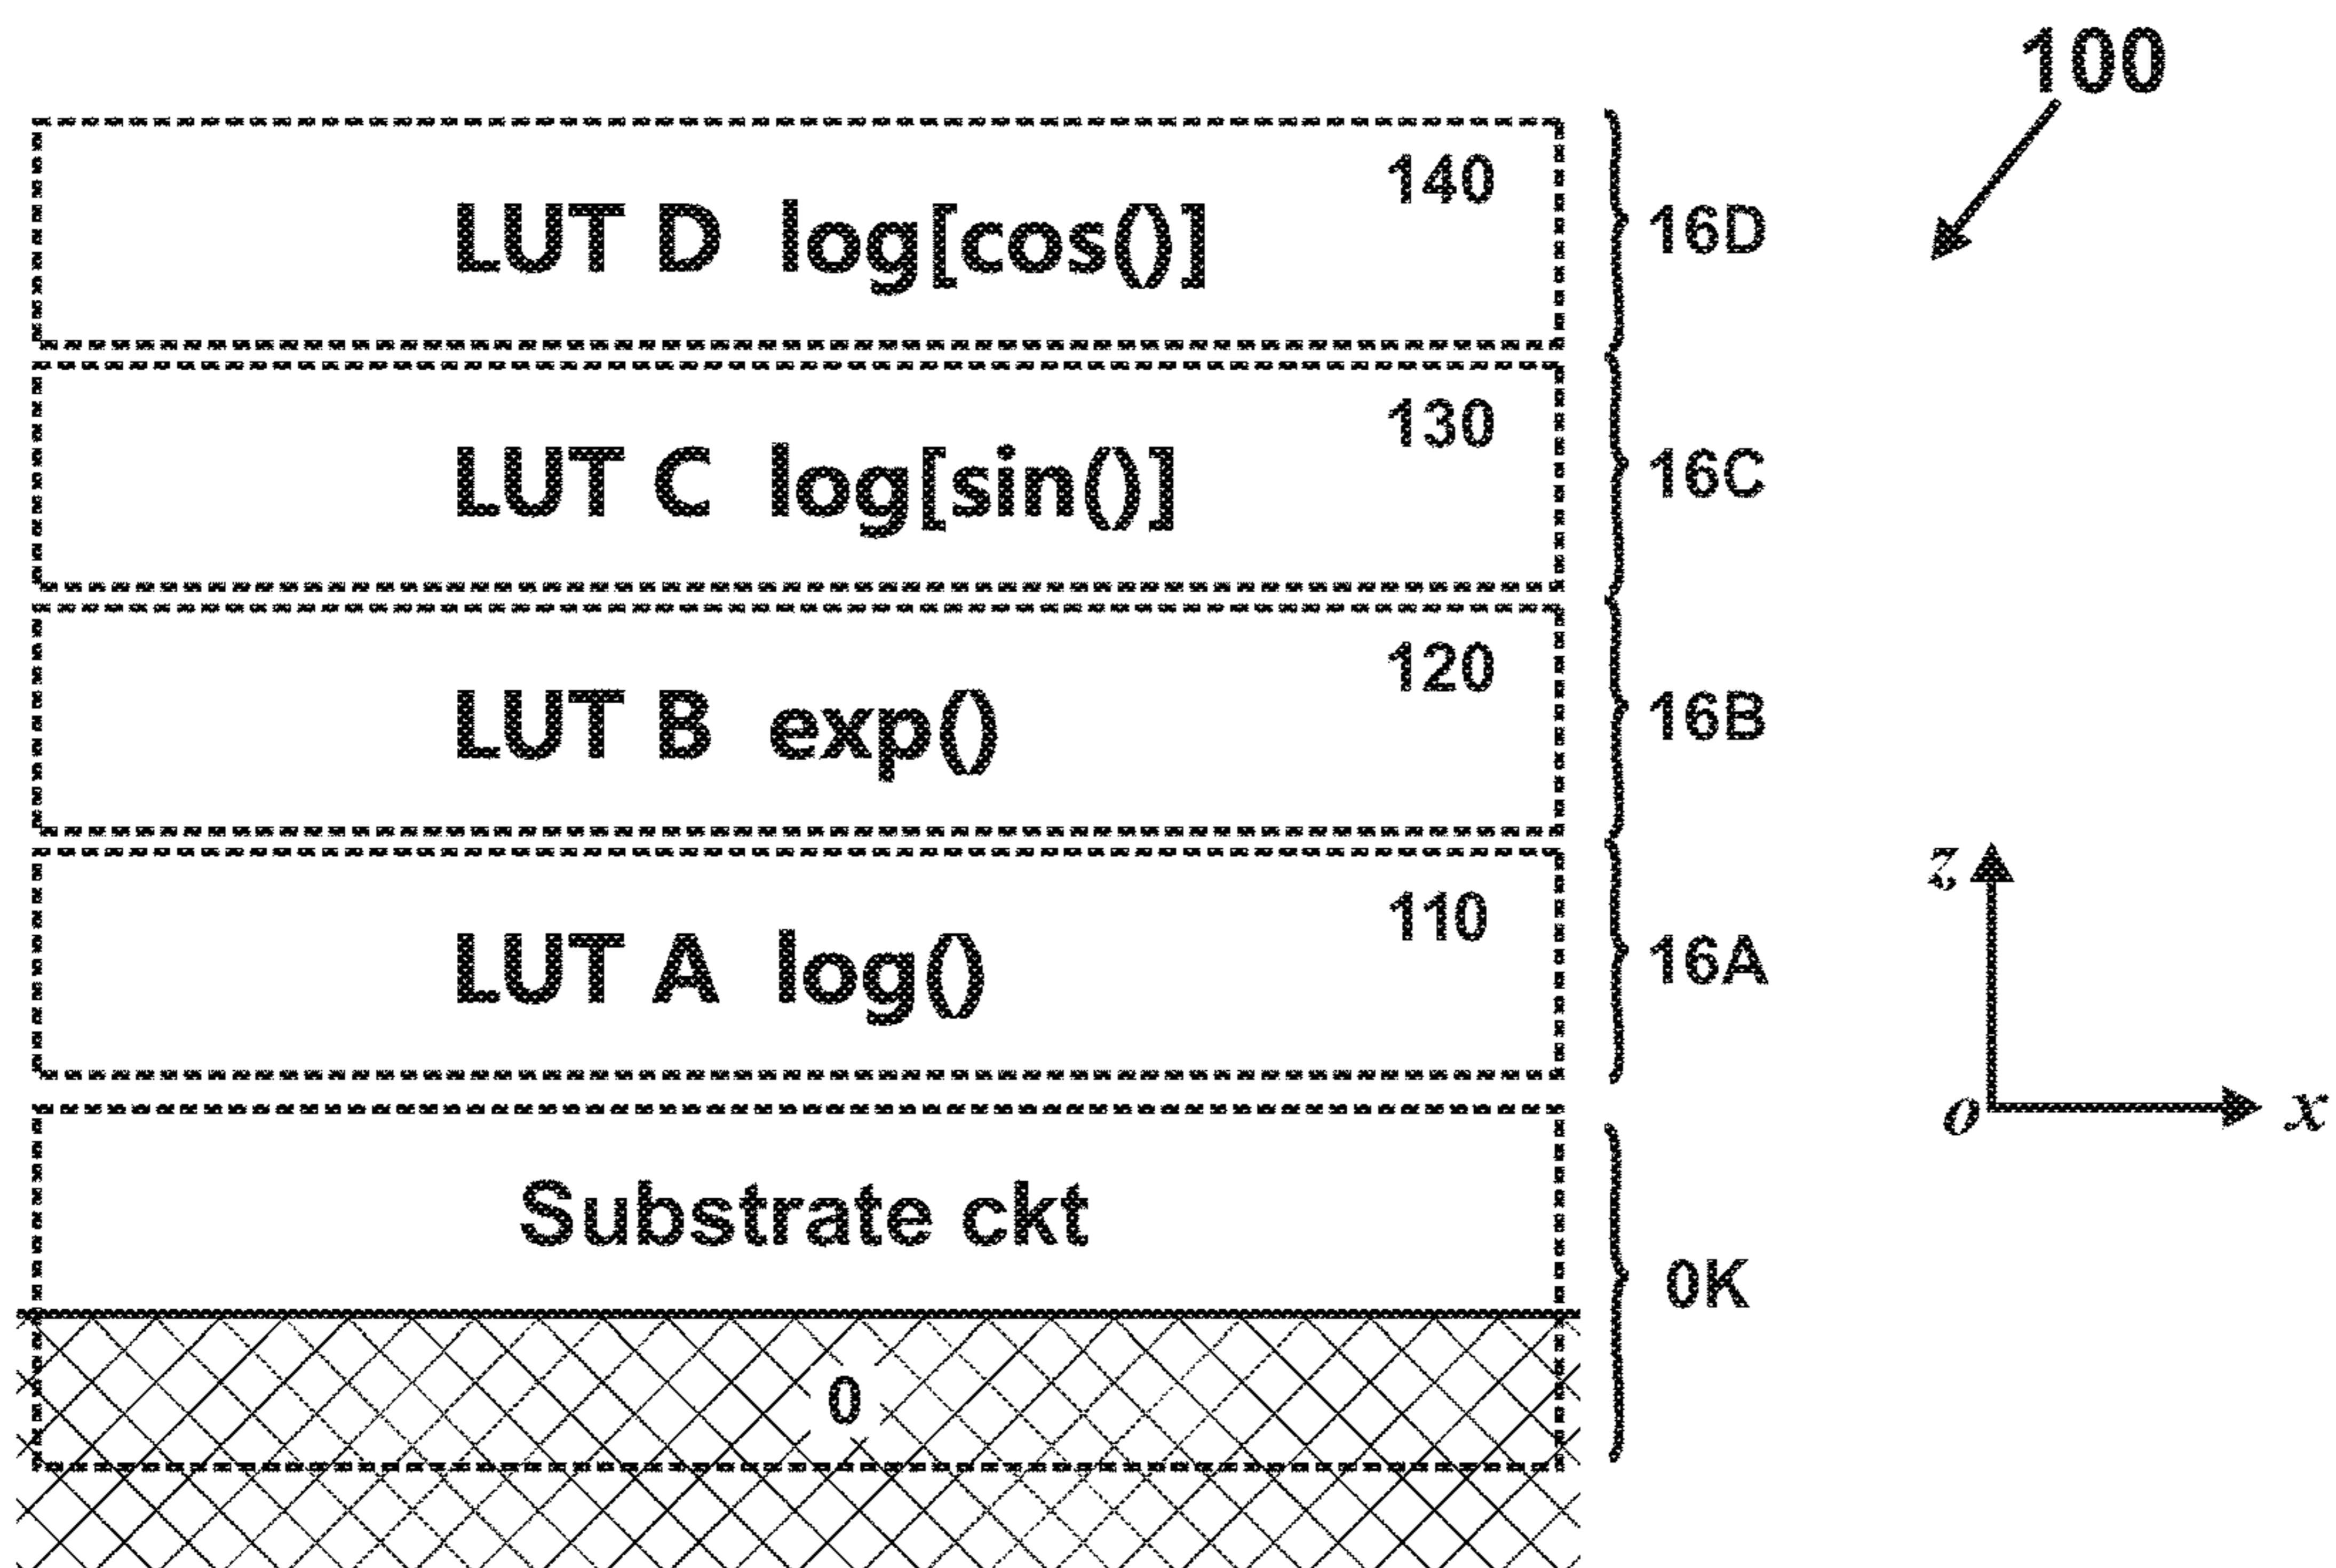 100
140
LUT D log[cos()]
16D
130
LUT C log[sin()]
16C
120
LUT B exp()
16B
110
LUT A log()
16A
z
o
x
Substrate ckt
0K
0